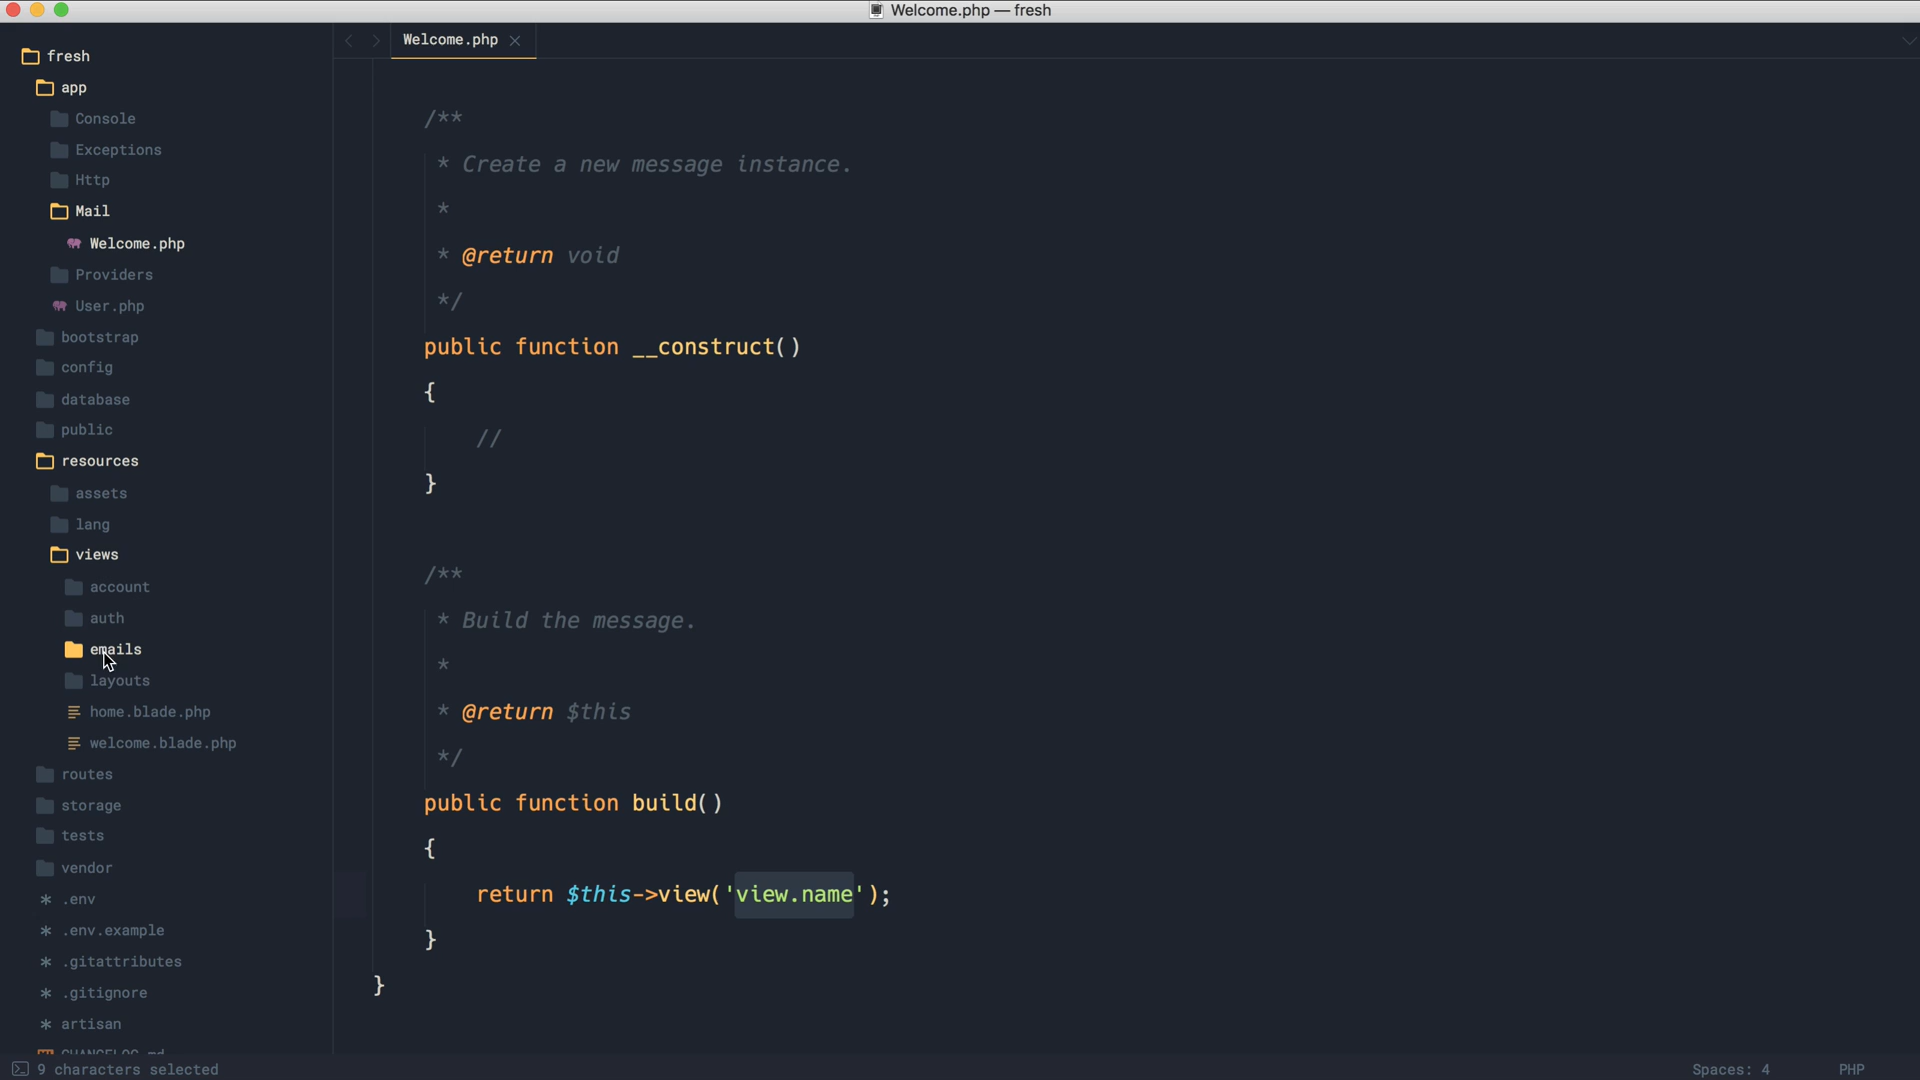 Welcome.php — fresh
fresh
app
Console
Exceptions
Http
Mail
Welcome.php
Providers
User.php
bootstrap
config
database
public
resources
assets
lang
views
account
auth
emails
layouts
home.blade.php
welcome.blade.php
routes
storage
tests
vendor
* .env
* .env.example
* .gitattributes
* .gitignore
* artisan
CHANGELOG.md
Welcome.php ×
/**
* Create a new message instance.
*
* @return void
*/
public function __construct()
{
//
}
/**
* Build the message.
*
* @return $this
*/
public function build()
{
return $this->view('view.name');
}
}
9 characters selected
Spaces: 4
PHP